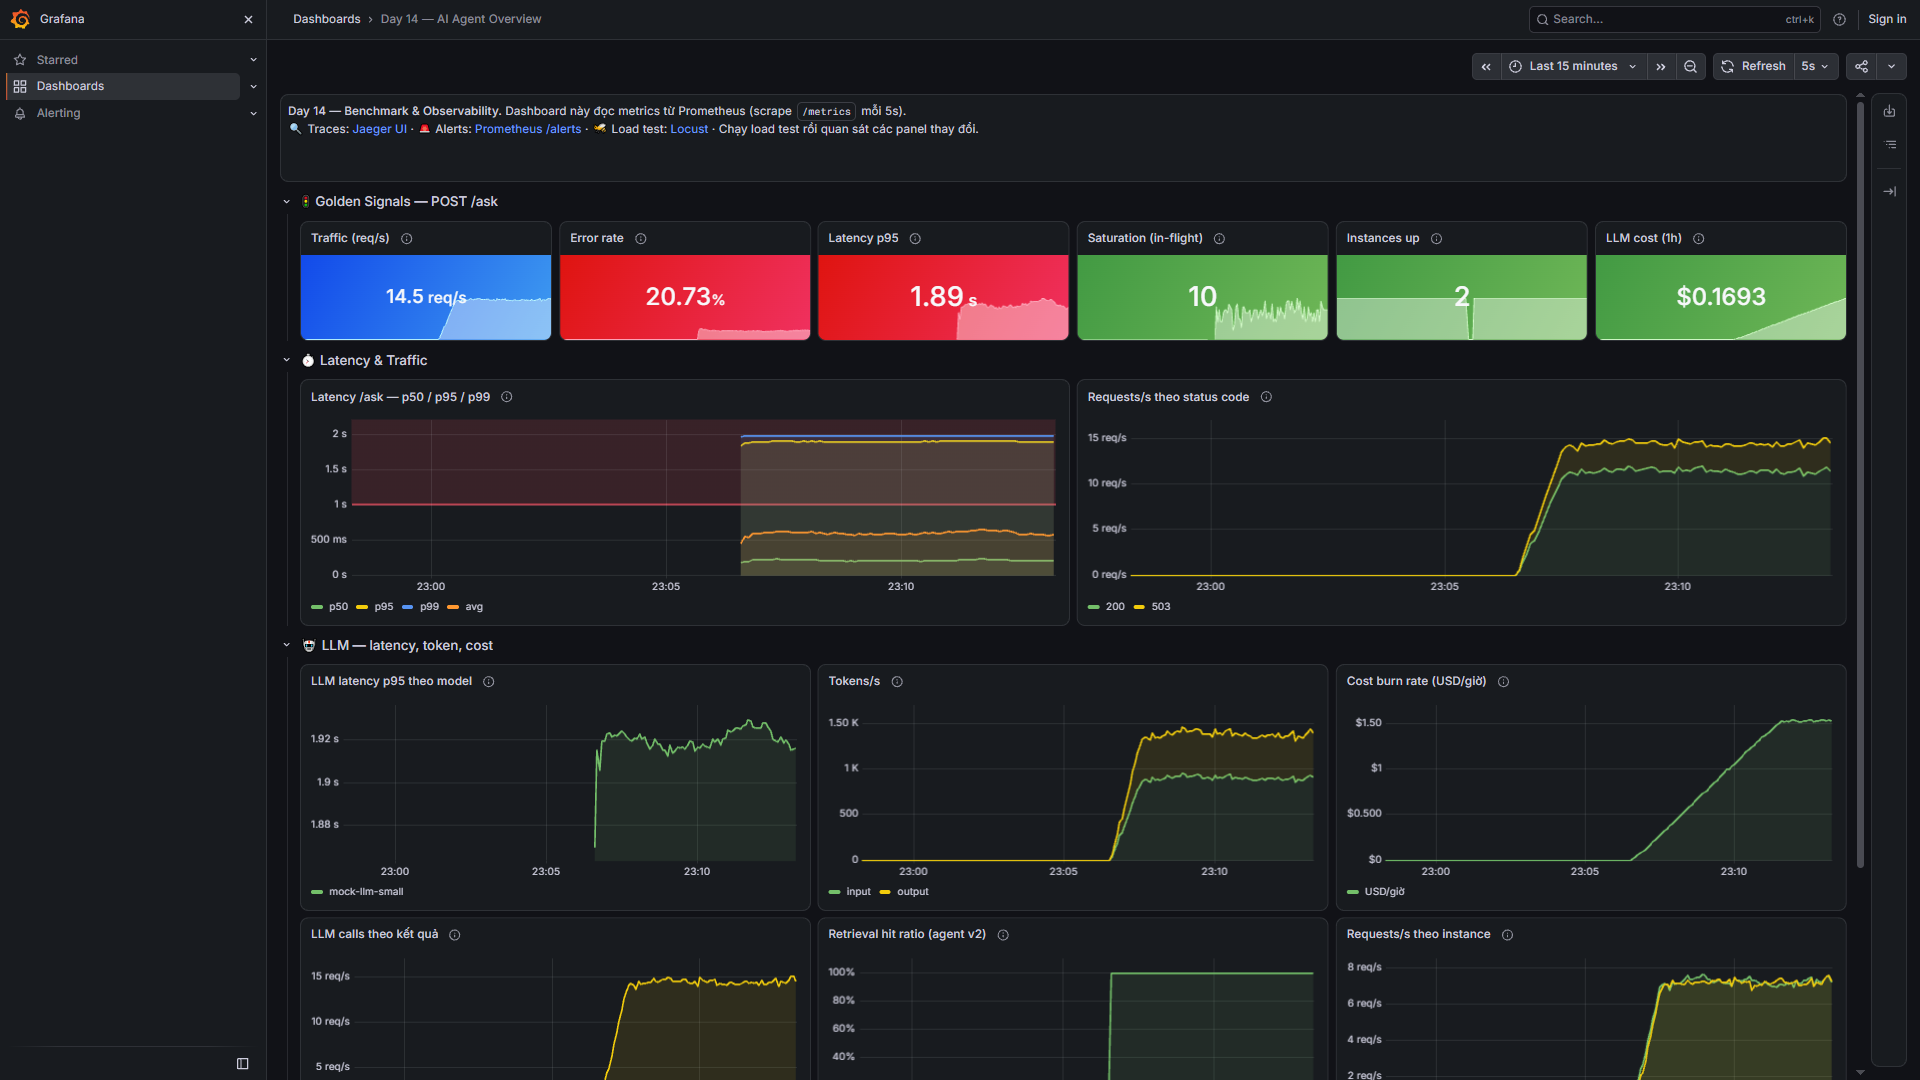 Grafana
Dashboards › Day 14 — AI Agent Overview
Search...
ctrl+k
Sign in
Starred
Dashboards
Alerting
Last 15 minutes
Refresh
5s
Day 14 — Benchmark & Observability. Dashboard này đọc metrics từ Prometheus (scrape /metrics mỗi 5s).
Traces: Jaeger UI · Alerts: Prometheus /alerts · Load test: Locust · Chạy load test rồi quan sát các panel thay đổi.
Golden Signals — POST /ask
Traffic (req/s)
14.5 req/s
Error rate
20.73%
Latency p95
1.89 s
Saturation (in-flight)
10
Instances up
2
LLM cost (1h)
$0.1693
Latency & Traffic
Latency /ask — p50 / p95 / p99
2 s
1.5 s
1 s
500 ms
0 s
23:00
23:05
23:10
p50
p95
p99
avg
Requests/s theo status code
15 req/s
10 req/s
5 req/s
0 req/s
23:00
23:05
23:10
200
503
LLM — latency, token, cost
LLM latency p95 theo model
1.92 s
1.9 s
1.88 s
23:00
23:05
23:10
mock-llm-small
Tokens/s
1.50 K
1 K
500
0
23:00
23:05
23:10
input
output
Cost burn rate (USD/giờ)
$1.50
$1
$0.500
$0
23:00
23:05
23:10
USD/giờ
LLM calls theo kết quả
15 req/s
10 req/s
5 req/s
Retrieval hit ratio (agent v2)
100%
80%
60%
40%
Requests/s theo instance
8 req/s
6 req/s
4 req/s
2 req/s